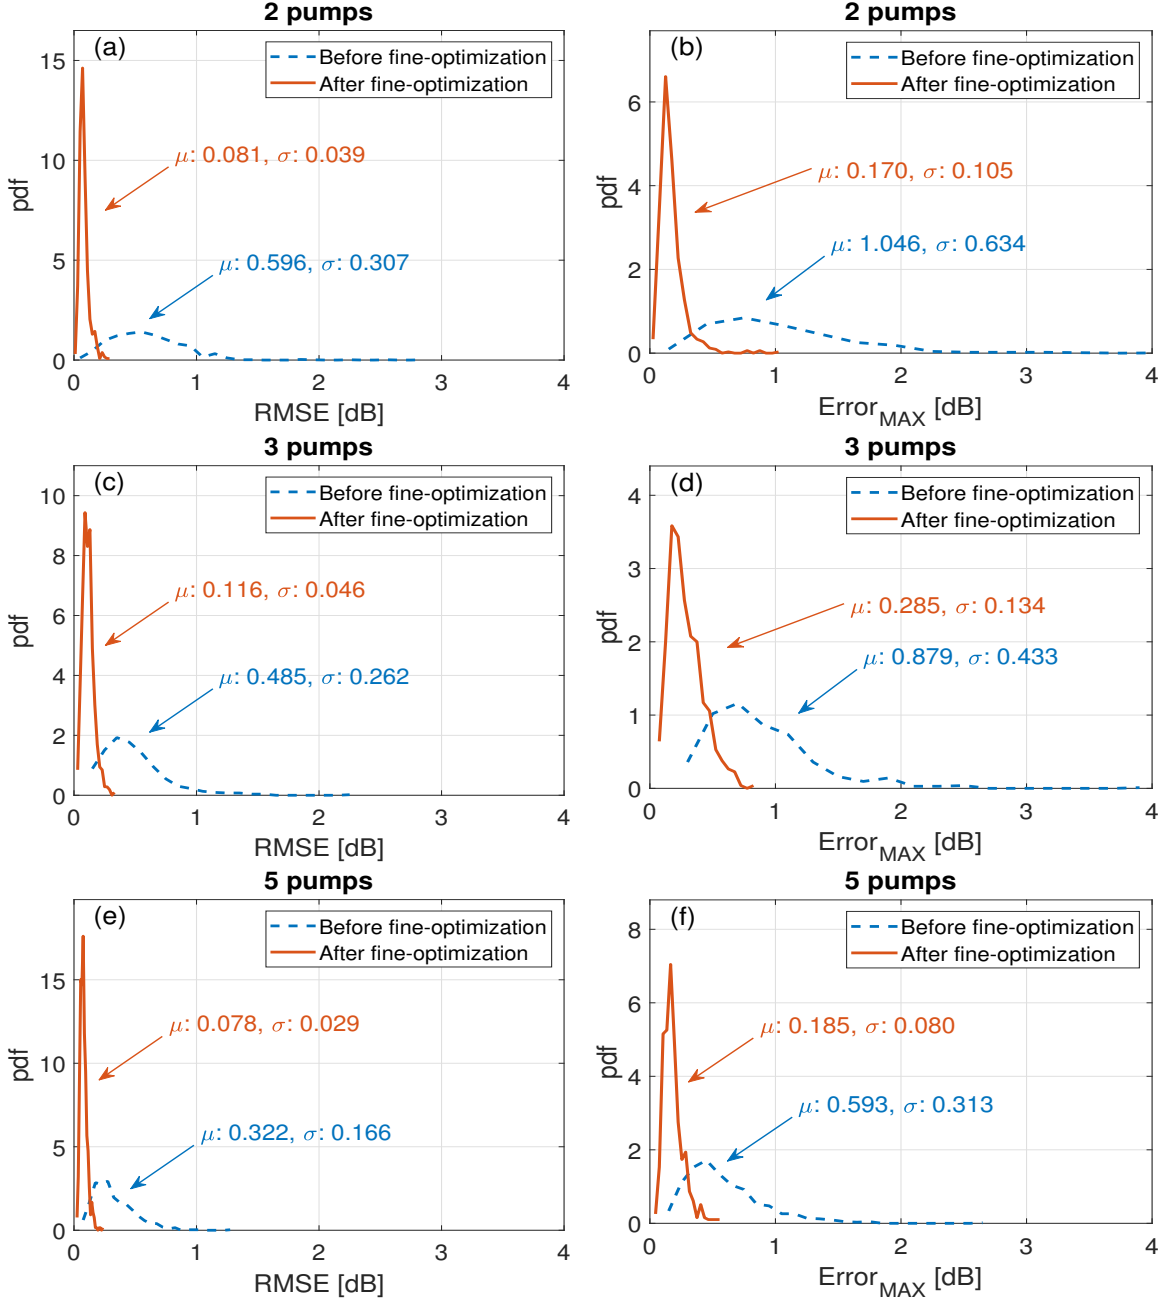 2 pumps
(a)
Before fine-optimization
After fine-optimization
μ: 0.081, σ: 0.039
μ: 0.596, σ: 0.307
15
10
5
0
pdf
0 1 2 3 4
RMSE [dB]
2 pumps
(b)
Before fine-optimization
After fine-optimization
μ: 0.170, σ: 0.105
μ: 1.046, σ: 0.634
6
4
2
0
pdf
0 1 2 3 4
Error_MAX [dB]
3 pumps
(c)
Before fine-optimization
After fine-optimization
μ: 0.116, σ: 0.046
μ: 0.485, σ: 0.262
10
8
6
4
2
0
pdf
0 1 2 3 4
RMSE [dB]
3 pumps
(d)
Before fine-optimization
After fine-optimization
μ: 0.285, σ: 0.134
μ: 0.879, σ: 0.433
4
3
2
1
0
pdf
0 1 2 3 4
Error_MAX [dB]
5 pumps
(e)
Before fine-optimization
After fine-optimization
μ: 0.078, σ: 0.029
μ: 0.322, σ: 0.166
15
10
5
0
pdf
0 1 2 3 4
RMSE [dB]
5 pumps
(f)
Before fine-optimization
After fine-optimization
μ: 0.185, σ: 0.080
μ: 0.593, σ: 0.313
8
6
4
2
0
pdf
0 1 2 3 4
Error_MAX [dB]